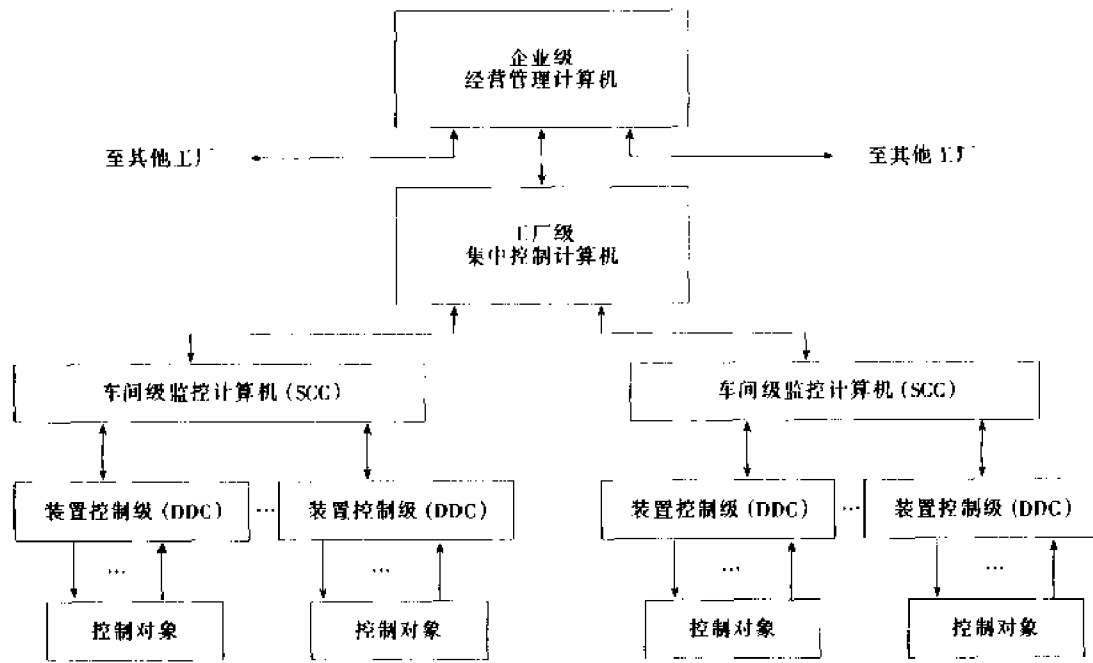 企业级
经营管理计算机
至其他工厂
至其他工厂
工厂级
集中控制计算机
车间级监控计算机(SCC)
车间级监控计算机(SCC)
装置控制级(DDC)
…
装置控制级(DDC)
装置控制级(DDC)
…
装置控制级(DDC)
…
…
…
…
控制对象
控制对象
控制对象
控制对象